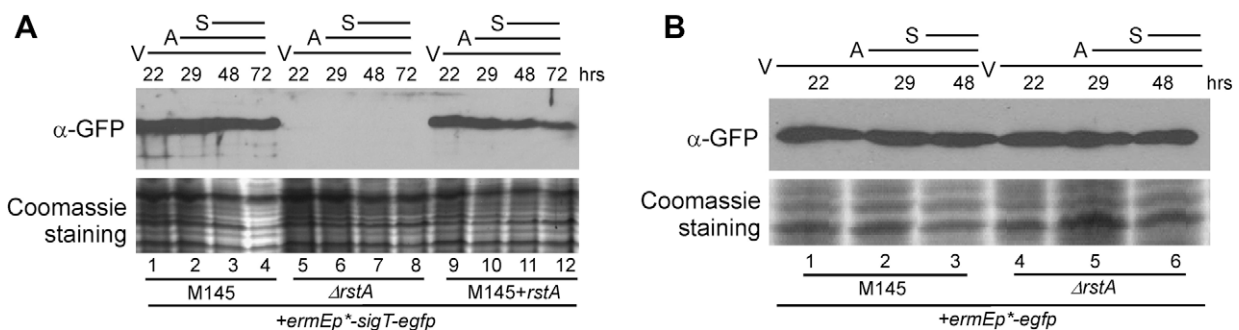 A
S S S
A A A
V V V
22 29 48 72 22 29 48 72 22 29 48 72 hrs
α-GFP
Coomassie
staining
1 2 3 4 5 6 7 8 9 10 11 12
M145 ΔrstA M145+rstA
+ermEp*-sigT-egfp
B
S S
A A
V V
22 29 48 22 29 48 hrs
α-GFP
Coomassie
staining
1 2 3 4 5 6
M145 ΔrstA
+ermEp*-egfp